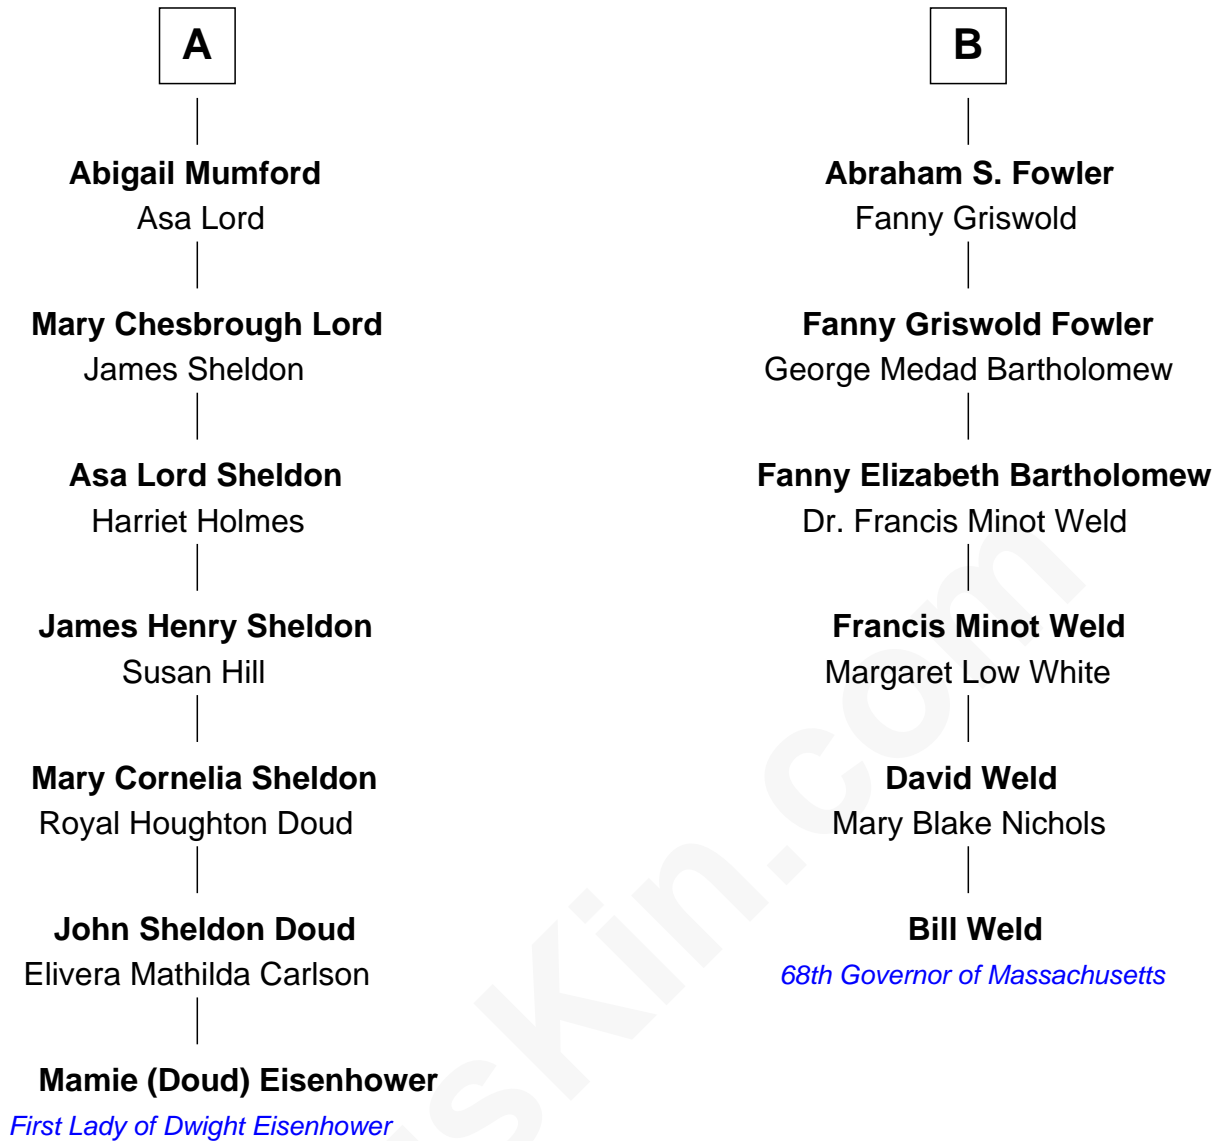 A
Abigail Mumford
Asa Lord
Mary Chesbrough Lord
James Sheldon
Asa Lord Sheldon
Harriet Holmes
James Henry Sheldon
Susan Hill
Mary Cornelia Sheldon
Royal Houghton Doud
John Sheldon Doud
Elivera Mathilda Carlson
Mamie (Doud) Eisenhower
First Lady of Dwight Eisenhower
B
Abraham S. Fowler
Fanny Griswold
Fanny Griswold Fowler
George Medad Bartholomew
Fanny Elizabeth Bartholomew
Dr. Francis Minot Weld
Francis Minot Weld
Margaret Low White
David Weld
Mary Blake Nichols
Bill Weld
68th Governor of Massachusetts